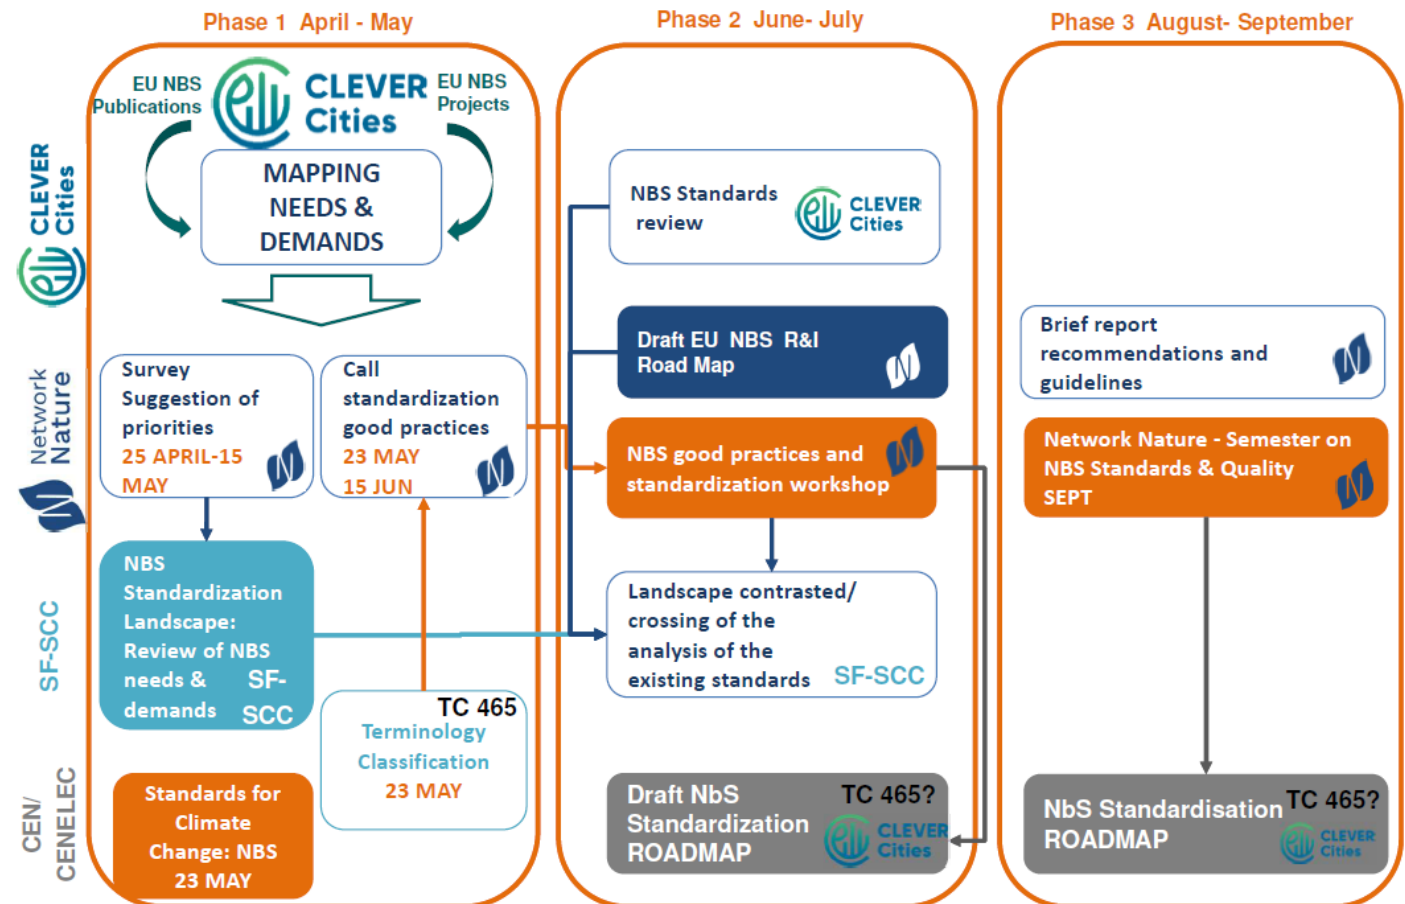 Phase 1 April - May
Phase 2 June- July
Phase 3 August- September
EU NBS
Publications
CLEVER
Cities
EU NBS
Projects
MAPPING
NEEDS &
DEMANDS
CLEVER
Cities
Network
Nature
SF-SCC
CEN/
CENELEC
Survey
Suggestion of
priorities
25 APRIL-15
MAY
N
Call
standardization
good practices
23 MAY
15 JUN
N
NBS
Standardization
Landscape:
Review of NBS
needs &
demands
SF-
SCC
TC 465
Terminology
Classification
23 MAY
Standards for
Climate
Change: NBS
23 MAY
NBS Standards
review
CLEVER
Cities
Draft EU NBS R&I
Road Map
N
NBS good practices and
standardization workshop
N
Landscape contrasted/
crossing of the
analysis of the
existing standards
SF-SCC
Draft NbS
Standardization
ROADMAP
TC 465?
CLEVER
Cities
Brief report
recommendations and
guidelines
N
Network Nature - Semester on
NBS Standards & Quality
SEPT
N
NbS Standardisation
ROADMAP
TC 465?
CLEVER
Cities